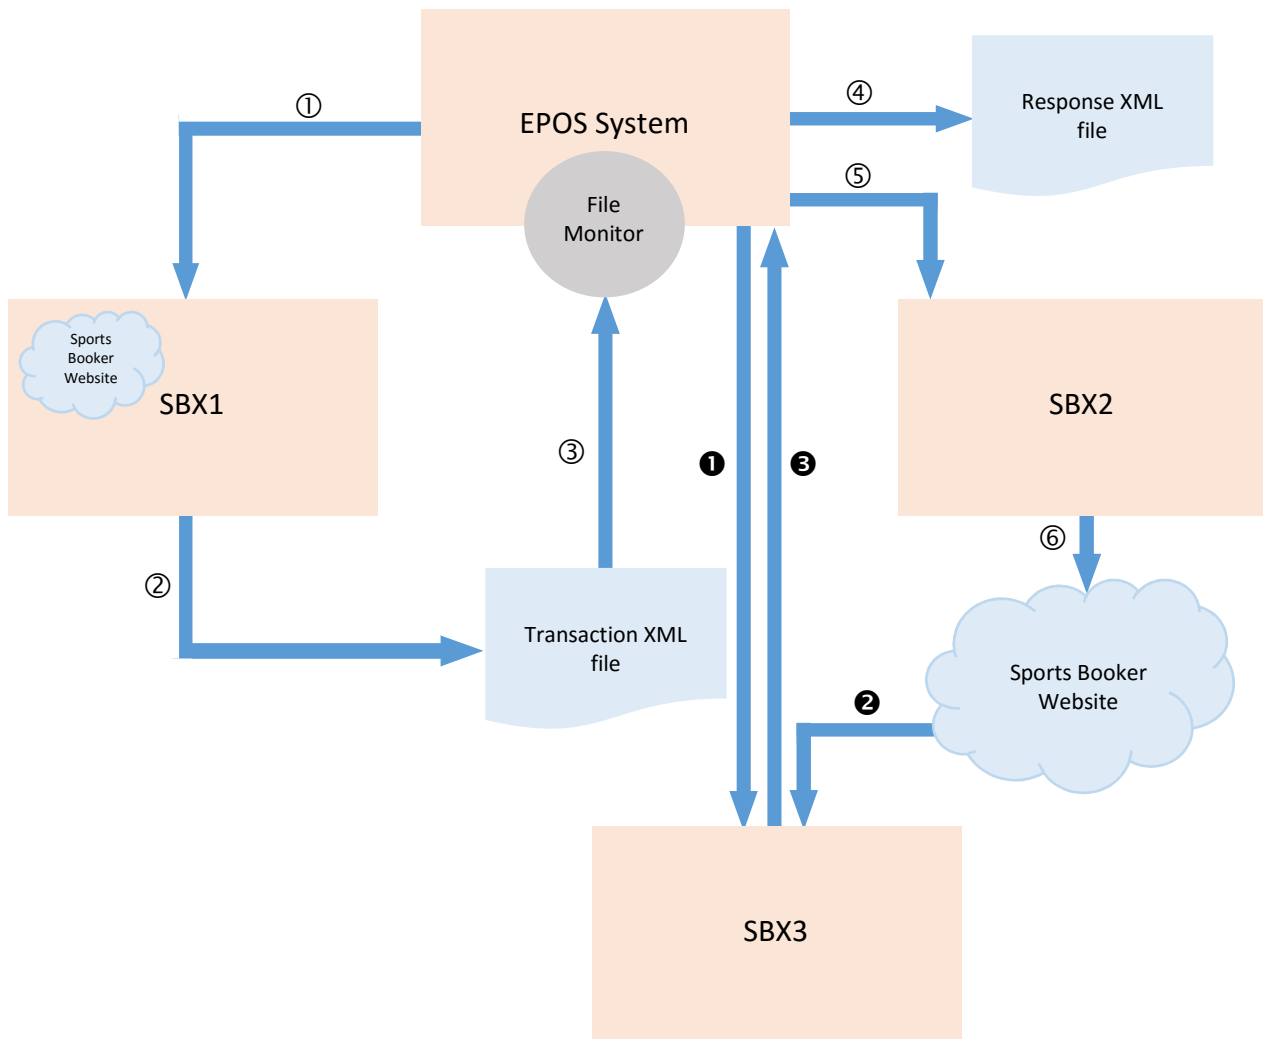 ①
EPOS System
④
Response XML
file
⑤
File
Monitor
Sports
Booker
Website
SBX1
SBX2
③
❶
❸
⑥
②
Transaction XML
file
Sports Booker
Website
❷
SBX3